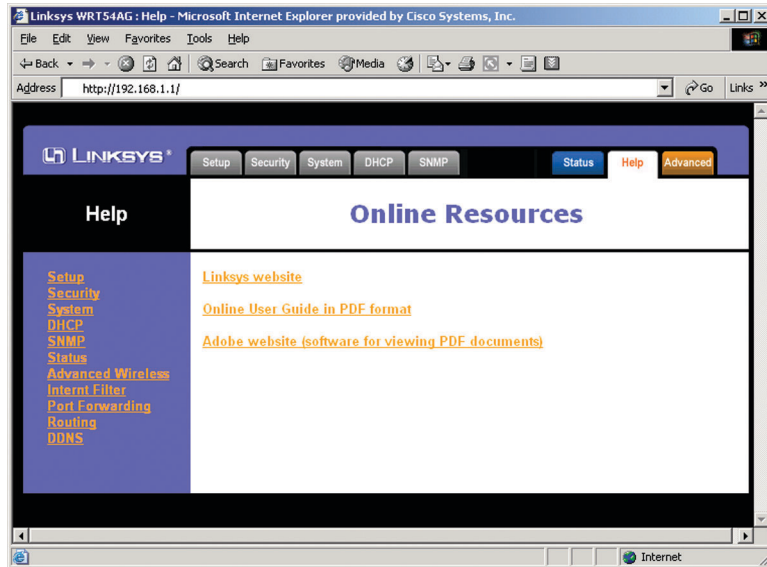 Linksys WRT54AG : Help - Microsoft Internet Explorer provided by Cisco Systems, Inc.
File Edit View Favorites Tools Help
Back Search Favorites Media
Address http://192.168.1.1/ Go Links »
LINKSYS® Setup Security System DHCP SNMP Status Help Advanced
Help
Online Resources
Setup
Security
System
DHCP
SNMP
Status
Advanced Wireless
Internt Filter
Port Forwarding
Routing
DDNS
Linksys website
Online User Guide in PDF format
Adobe website (software for viewing PDF documents)
Internet